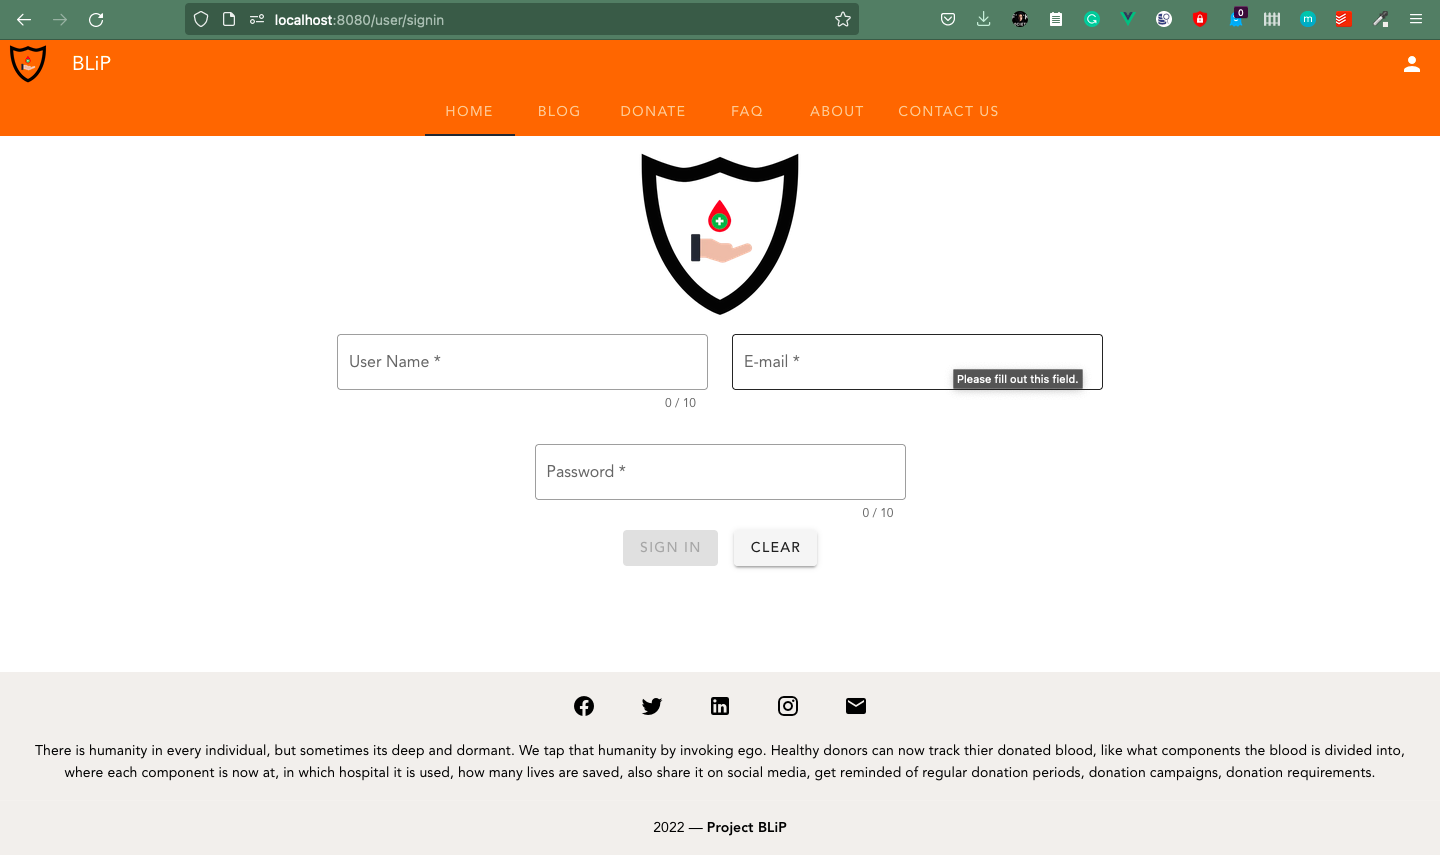 localhost:8080/user/signin
0
BLiP
HOME BLOG DONATE FAQ ABOUT CONTACT US
User Name * E-mail *
Please fill out this field.
0 / 10
Password *
0 / 10
SIGN IN CLEAR
There is humanity in every individual, but sometimes its deep and dormant. We tap that humanity by invoking ego. Healthy donors can now track thier donated blood, like what components the blood is divided into,
where each component is now at, in which hospital it is used, how many lives are saved, also share it on social media, get reminded of regular donation periods, donation campaigns, donation requirements.
2022 — Project BLiP